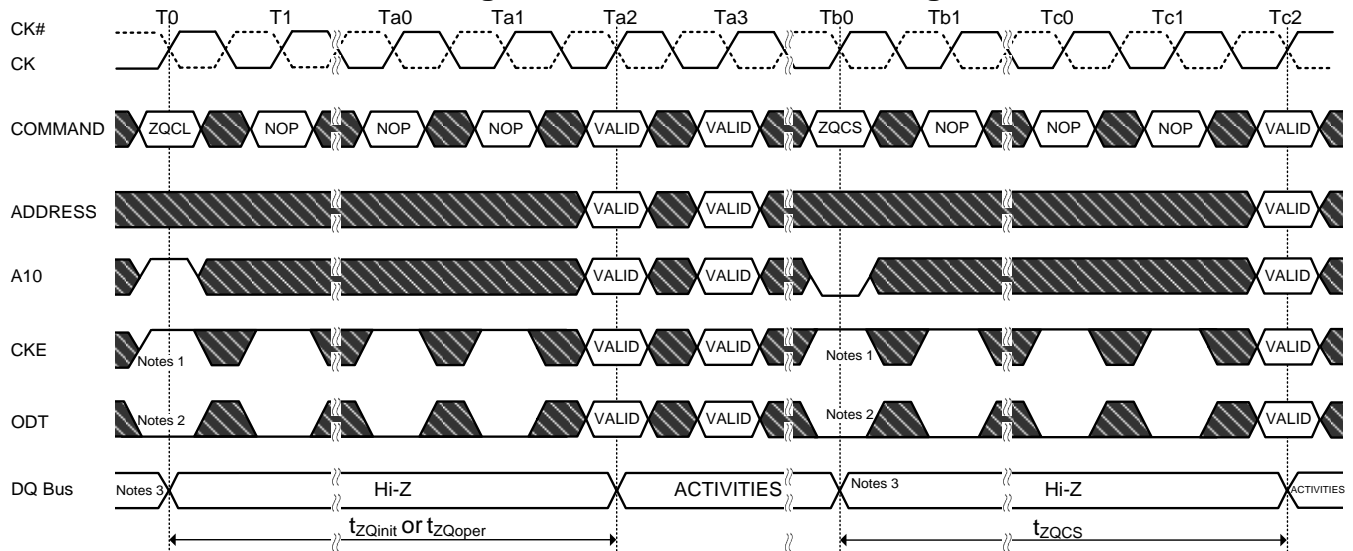 T0 T1 Ta0 Ta1 Ta2 Ta3 Tb0 Tb1 Tc0 Tc1 Tc2
CK#
CK
COMMAND ZQCL NOP NOP NOP VALID VALID ZQCS NOP NOP NOP VALID
ADDRESS VALID VALID VALID
A10 VALID VALID VALID
CKE Notes 1 VALID VALID Notes 1 VALID
ODT Notes 2 VALID VALID Notes 2 VALID
DQ Bus Notes 3 Hi-Z ACTIVITIES Notes 3 Hi-Z ACTIVITIES
tZQinit or tZQoper tZQCS